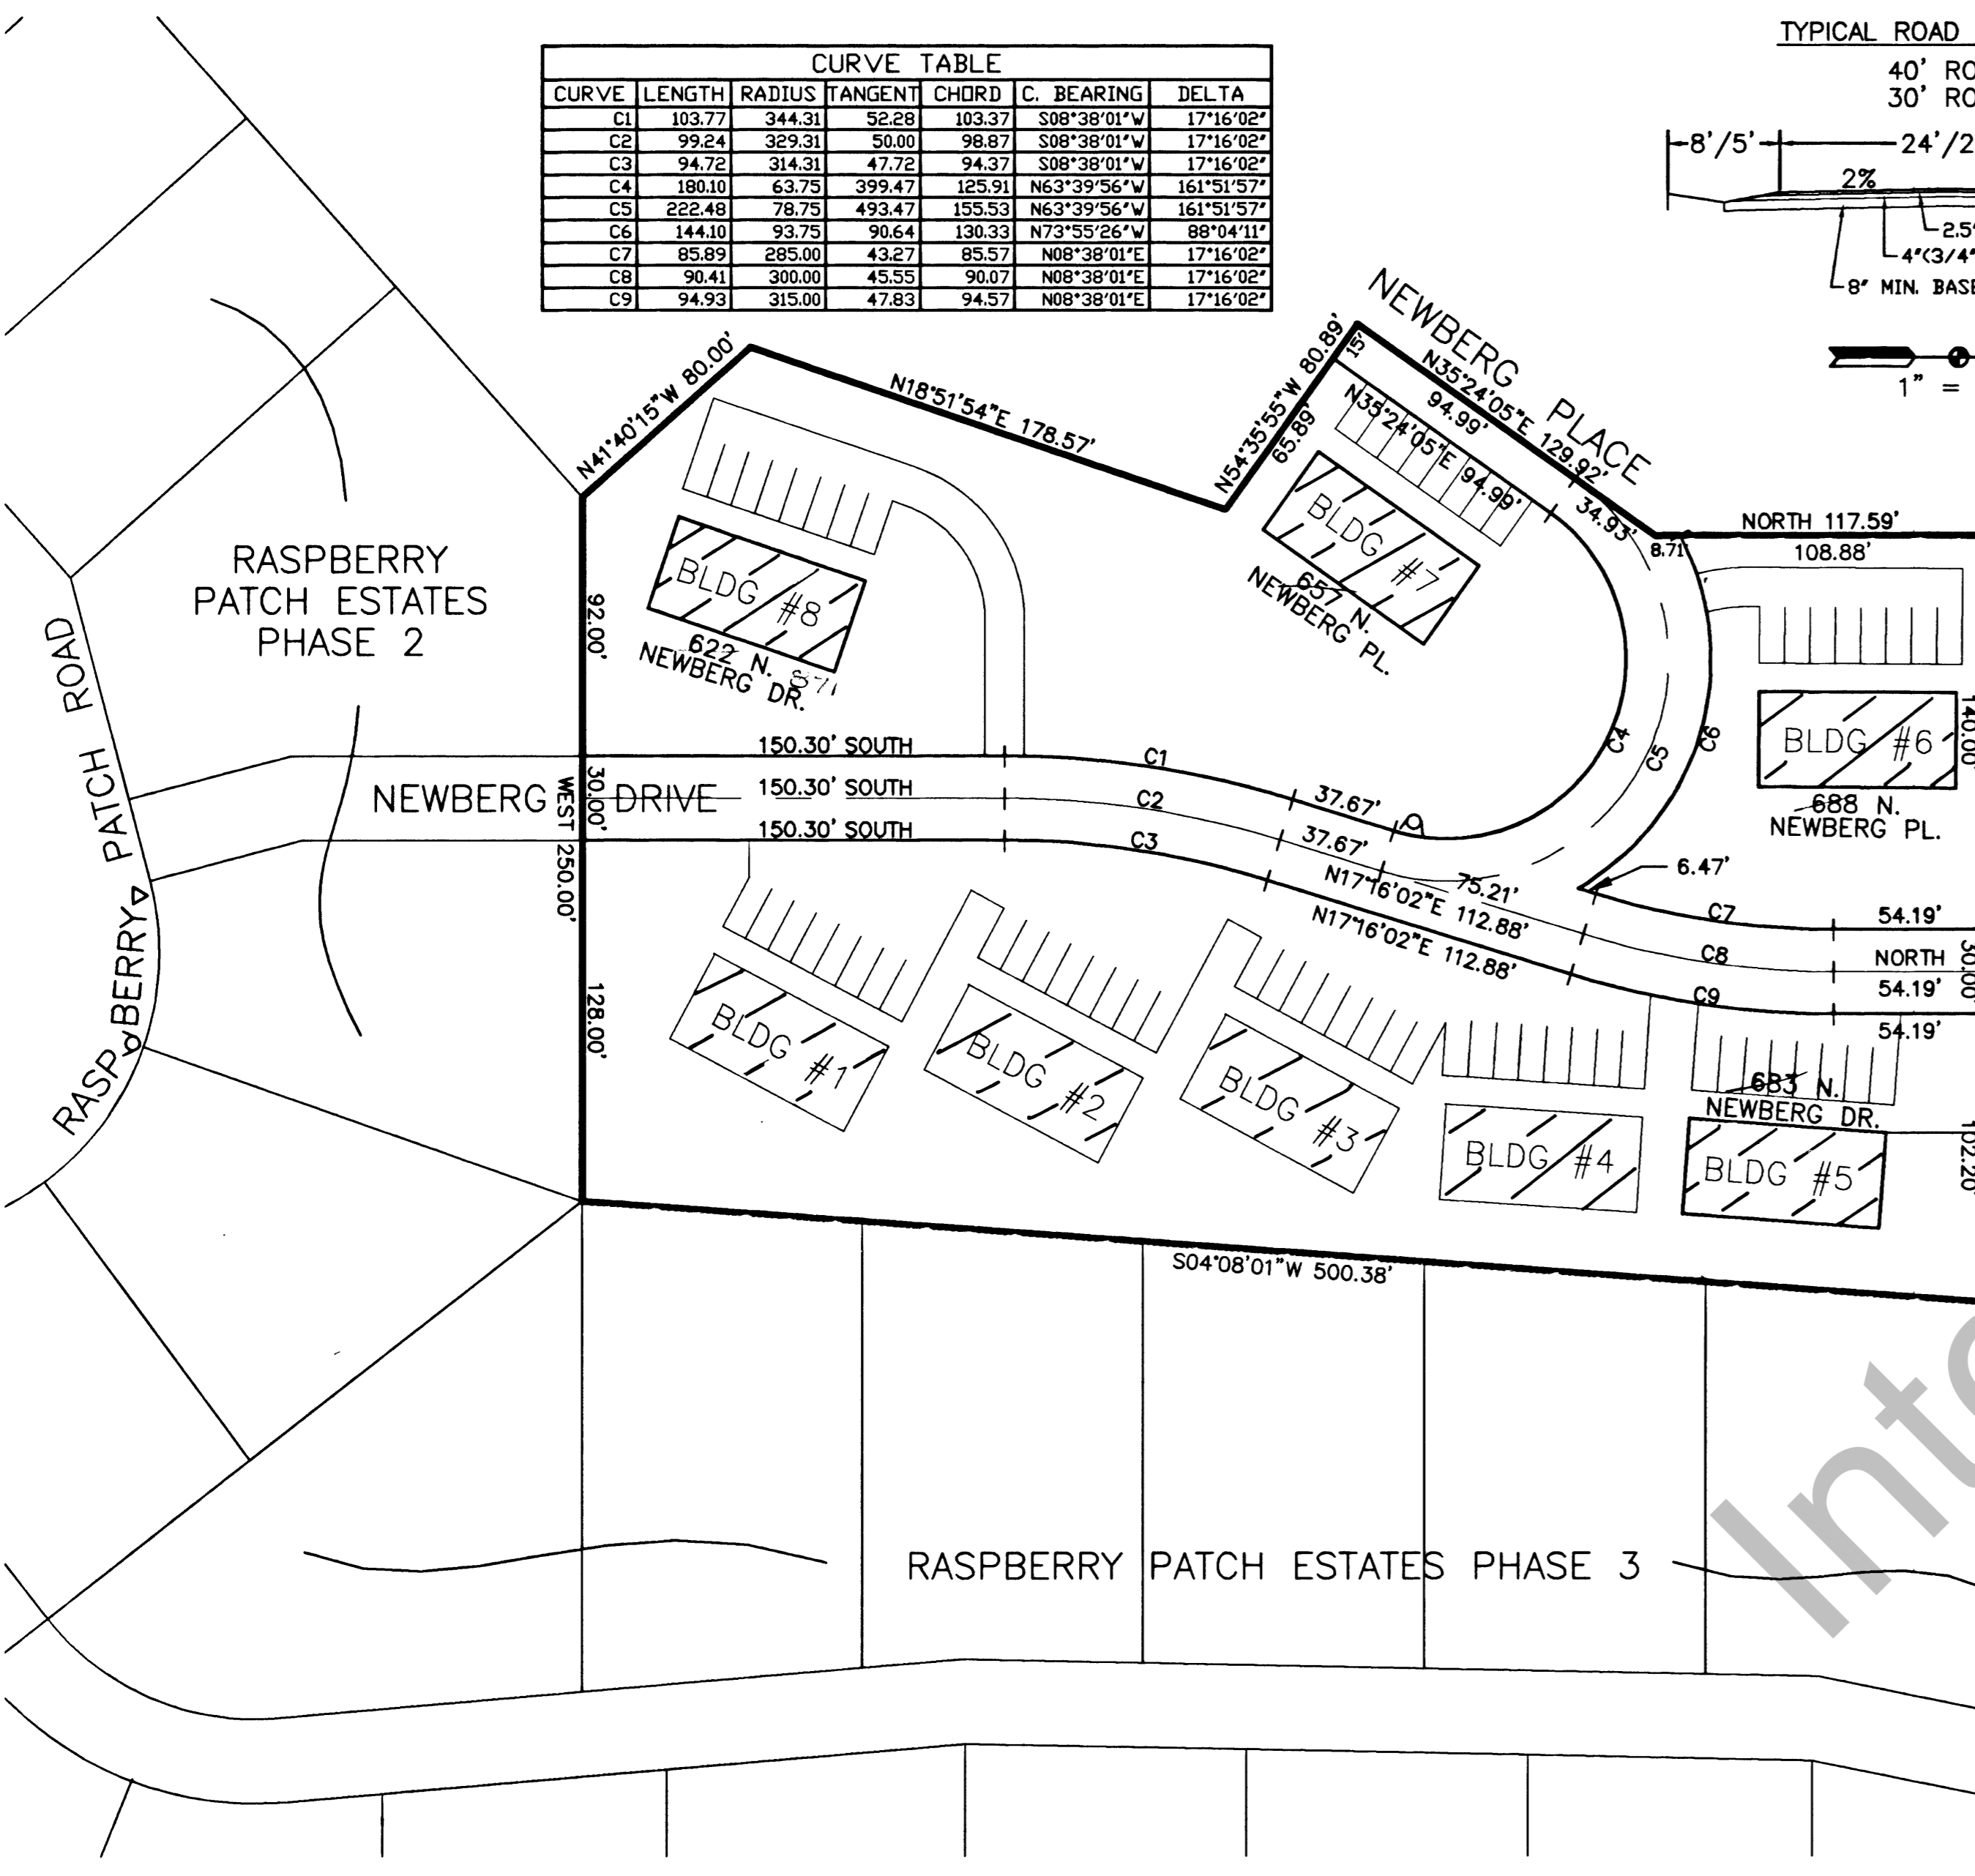 TYPICAL ROAD
40' RO
30' RO
8'/5'
24'/2
2%
2.5"
4"(3/4"
8" MIN. BASE
1" =
CURVE TABLE
CURVE LENGTH RADIUS TANGENT CHORD C. BEARING DELTA
C1 103.77 344.31 52.28 103.37 S08°38'01"W 17°16'02"
C2 99.24 329.31 50.00 98.87 S08°38'01"W 17°16'02"
C3 94.72 314.31 47.72 94.37 S08°38'01"W 17°16'02"
C4 180.10 63.75 399.47 125.91 N63°39'56"W 161°51'57"
C5 222.48 78.75 493.47 155.53 N63°39'56"W 161°51'57"
C6 144.10 93.75 90.64 130.33 N73°55'26"W 88°04'11"
C7 85.89 285.00 43.27 85.57 N08°38'01"E 17°16'02"
C8 90.41 300.00 45.55 90.07 N08°38'01"E 17°16'02"
C9 94.93 315.00 47.83 94.57 N08°38'01"E 17°16'02"
N41°40'15"W 80.00'
N18°51'54"E 178.57'
N54°35'55"W 80.89'
65.89'
15'
NEWBERG PLACE
N35°24'05"E 129.92'
94.99'
N35°24'05"E 94.99'
34.93'
8.71'
NORTH 117.59'
108.88'
RASPBERRY
PATCH ESTATES
PHASE 2
RASPBERRY PATCH ROAD
BLDG #8
622 N.
NEWBERG DR.
871
BLDG #7
657 N.
NEWBERG PL.
BLDG #6
688 N.
NEWBERG PL.
140.00'
92.00'
30.00'
WEST 250.00'
128.00'
NEWBERG DRIVE
150.30' SOUTH
150.30' SOUTH
150.30' SOUTH
C1
C2
C3
C4
C5
C6
37.67'
37.67'
75.21'
N17°16'02"E 112.88'
N17°16'02"E 112.88'
6.47'
C7
C8
C9
54.19'
NORTH
54.19'
54.19'
30.00'
BLDG #1
BLDG #2
BLDG #3
BLDG #4
683 N.
NEWBERG DR.
BLDG #5
102.20'
S04°08'01"W 500.38'
RASPBERRY PATCH ESTATES PHASE 3
Inte